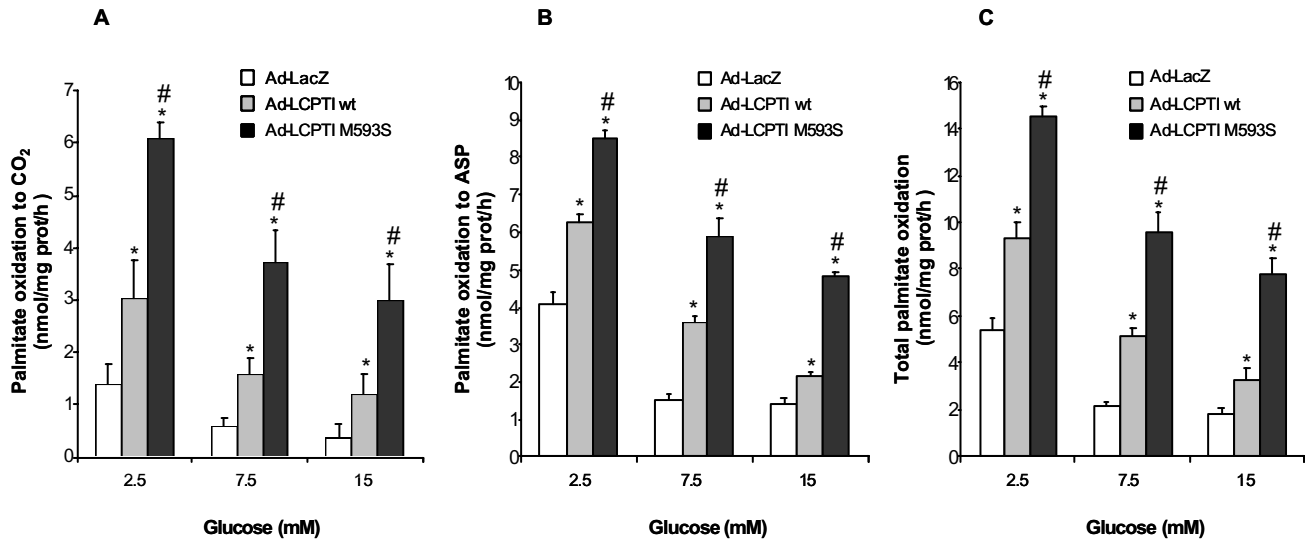 A
Ad-LacZ
Ad-LCPTI wt
Ad-LCPTI M593S
Palmitate oxidation to CO2
(nmol/mg prot/h )
7
6
5
4
3
2
1
0
# *
*
# *
*
# *
*
2.5 7.5 15
Glucose (mM)
B
Ad-LacZ
Ad-LCPTI wt
Ad-LCPTI M593S
Palmitate oxidation to ASP
(nmol/mg prot/h)
10
9
8
7
6
5
4
3
2
1
0
# *
*
# *
*
# *
*
2.5 7.5 15
Glucose (mM)
C
Ad-LacZ
Ad-LCPTI wt
Ad-LCPTI M593S
Total palmitate oxidation
(nmol/mg prot/h)
16
14
12
10
8
6
4
2
0
# *
*
# *
*
# *
*
2.5 7.5 15
Glucose (mM)